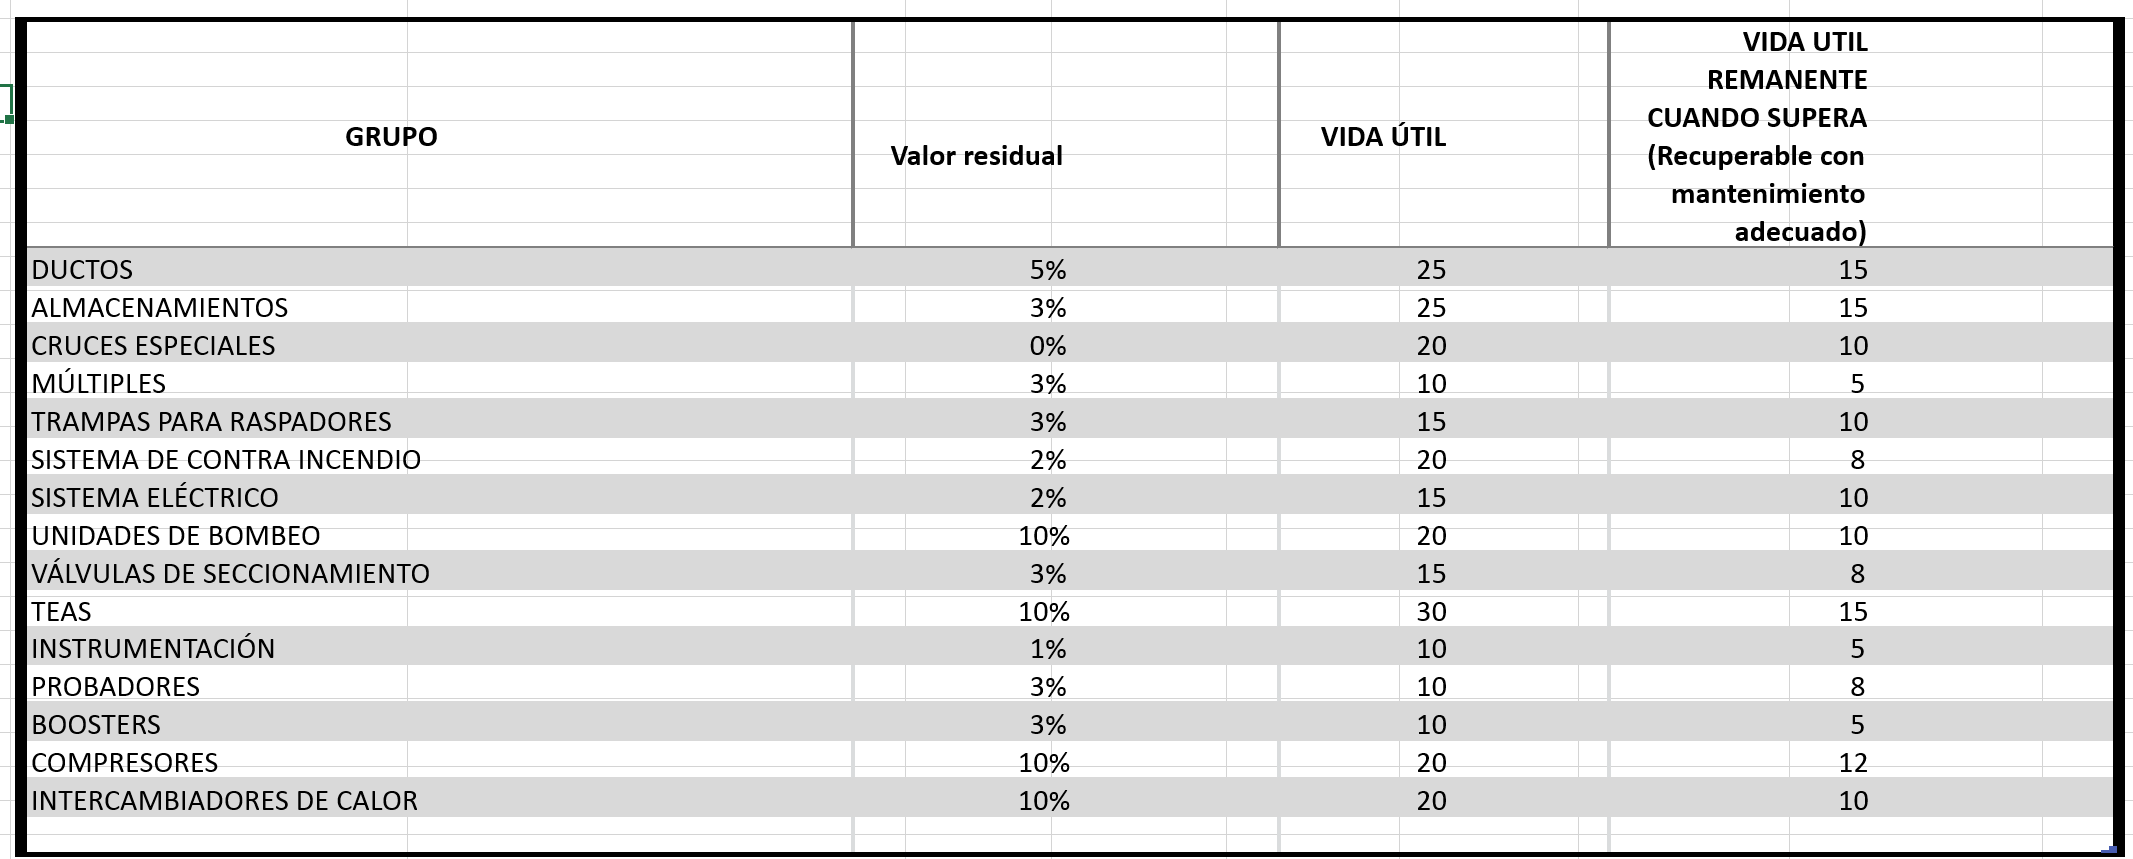 GRUPO
Valor residual
VIDA ÚTIL
VIDA UTIL
REMANENTE
CUANDO SUPERA
(Recuperable con
mantenimiento
adecuado)
DUCTOS 5% 25 15
ALMACENAMIENTOS 3% 25 15
CRUCES ESPECIALES 0% 20 10
MÚLTIPLES 3% 10 5
TRAMPAS PARA RASPADORES 3% 15 10
SISTEMA DE CONTRA INCENDIO 2% 20 8
SISTEMA ELÉCTRICO 2% 15 10
UNIDADES DE BOMBEO 10% 20 10
VÁLVULAS DE SECCIONAMIENTO 3% 15 8
TEAS 10% 30 15
INSTRUMENTACIÓN 1% 10 5
PROBADORES 3% 10 8
BOOSTERS 3% 10 5
COMPRESORES 10% 20 12
INTERCAMBIADORES DE CALOR 10% 20 10